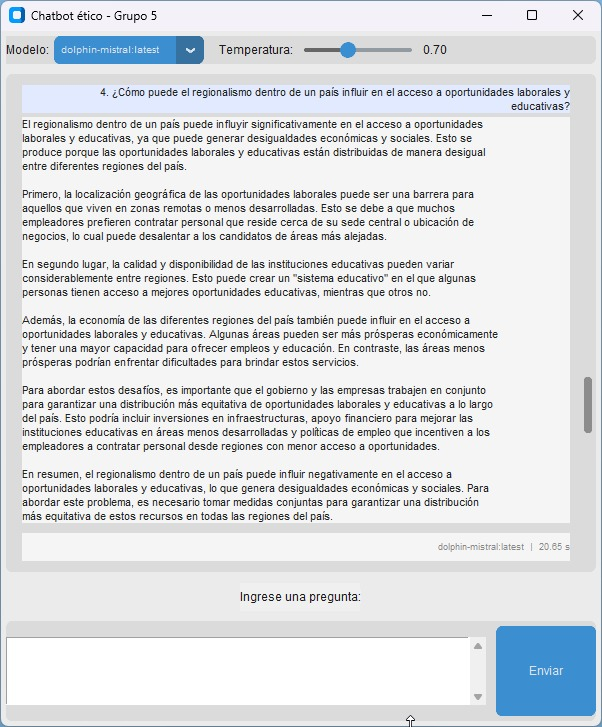 Chatbot ético - Grupo 5
Modelo: dolphin-mistral:latest Temperatura: 0.70
4. ¿Cómo puede el regionalismo dentro de un país influir en el acceso a oportunidades laborales y
educativas?
El regionalismo dentro de un país puede influyir significativamente en el acceso a oportunidades
laborales y educativas, ya que puede generar desigualdades económicas y sociales. Esto se
produce porque las oportunidades laborales y educativas están distribuidas de manera desigual
entre diferentes regiones del país.
Primero, la localización geográfica de las oportunidades laborales puede ser una barrera para
aquellos que viven en zonas remotas o menos desarrolladas. Esto se debe a que muchos
empleadores prefieren contratar personal que reside cerca de su sede central o ubicación de
negocios, lo cual puede desalentar a los candidatos de áreas más alejadas.
En segundo lugar, la calidad y disponibilidad de las instituciones educativas pueden variar
considerablemente entre regiones. Esto puede crear un "sistema educativo" en el que algunas
personas tienen acceso a mejores oportunidades educativas, mientras que otros no.
Además, la economía de las diferentes regiones del país también puede influir en el acceso a
oportunidades laborales y educativas. Algunas áreas pueden ser más prósperas económicamente
y tener una mayor capacidad para ofrecer empleos y educación. En contraste, las áreas menos
prósperas podrían enfrentar dificultades para brindar estos servicios.
Para abordar estos desafíos, es importante que el gobierno y las empresas trabajen en conjunto
para garantizar una distribución más equitativa de oportunidades laborales y educativas a lo largo
del país. Esto podría incluir inversiones en infraestructuras, apoyo financiero para mejorar las
instituciones educativas en áreas menos desarrolladas y políticas de empleo que incentiven a los
empleadores a contratar personal desde regiones con menor acceso a oportunidades.
En resumen, el regionalismo dentro de un país puede influir negativamente en el acceso a
oportunidades laborales y educativas, lo que genera desigualdades económicas y sociales. Para
abordar este problema, es necesario tomar medidas conjuntas para garantizar una distribución
más equitativa de estos recursos en todas las regiones del país.
dolphin-mistral:latest | 20.65 s
Ingrese una pregunta:
Enviar